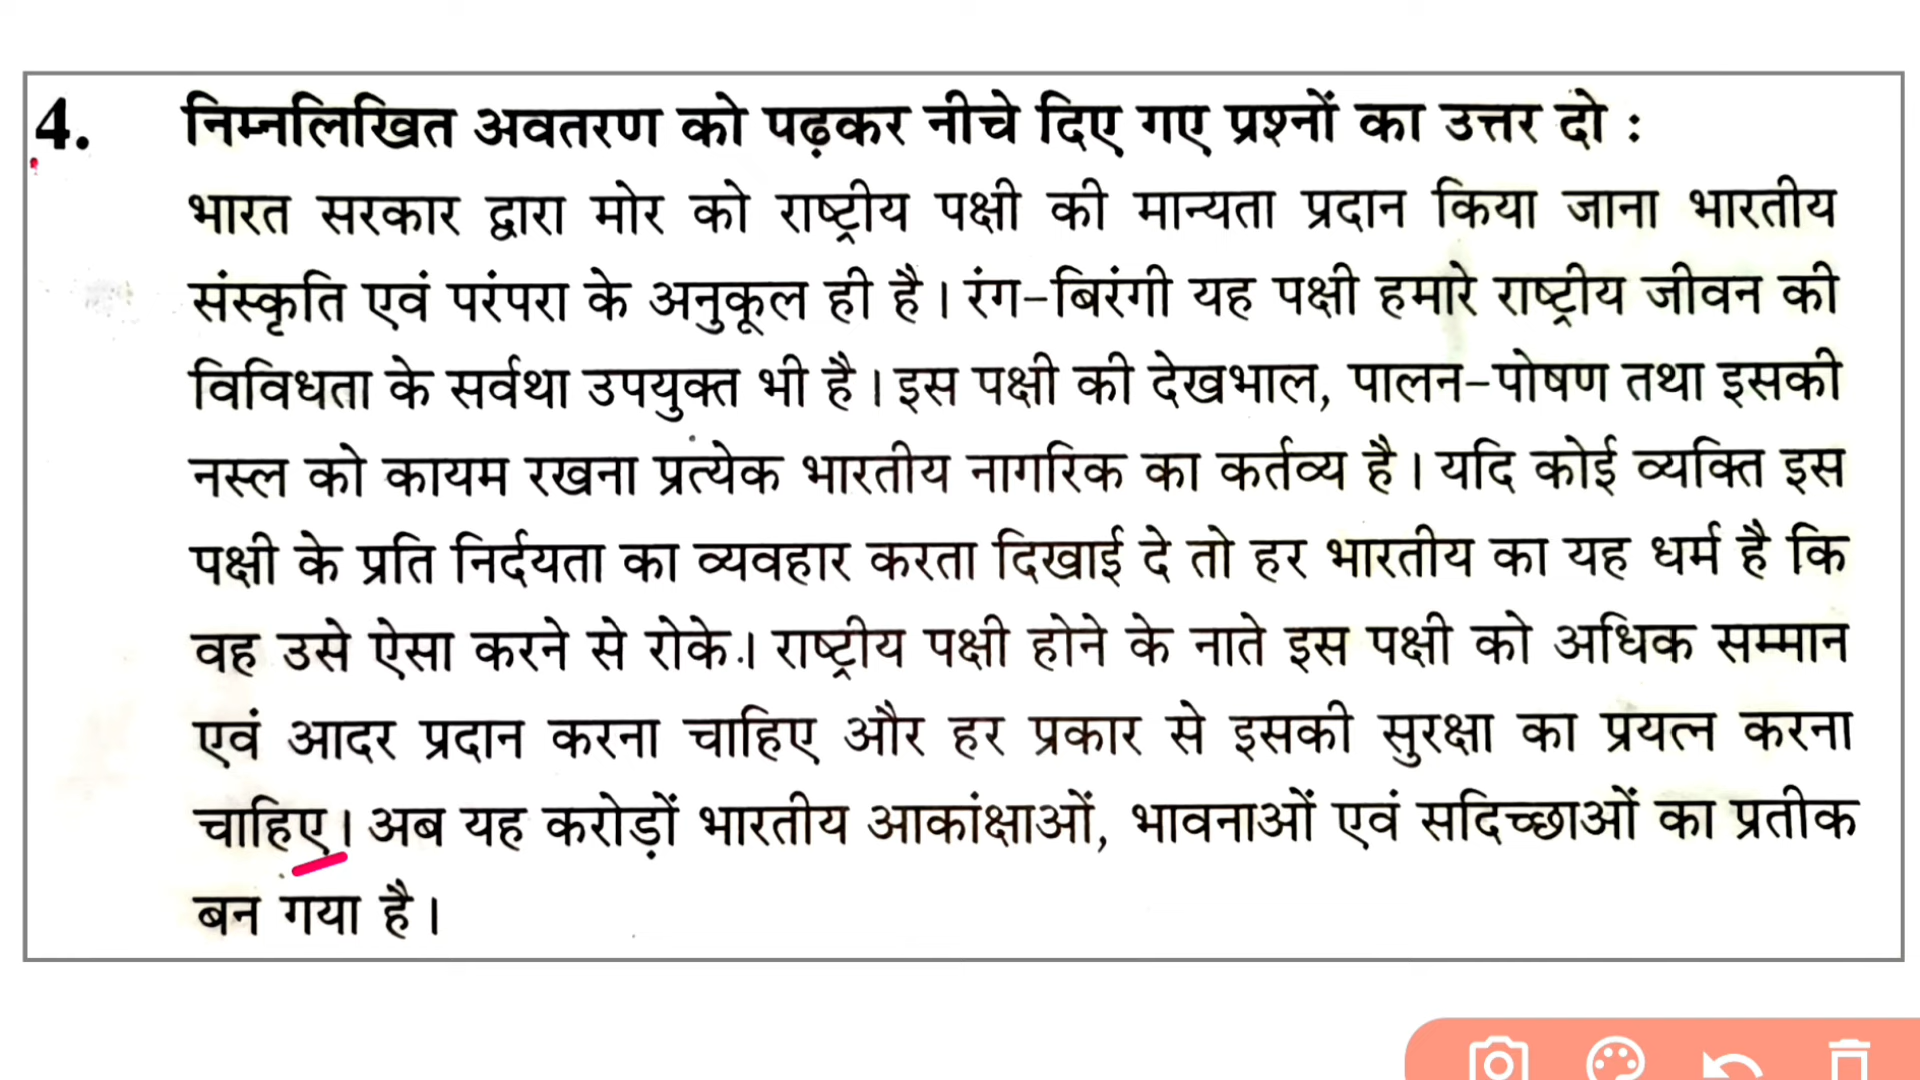 4. निम्नलिखित अवतरण को पढ़कर नीचे दिए गए प्रश्नों का उत्तर दो :
भारत सरकार द्वारा मोर को राष्ट्रीय पक्षी की मान्यता प्रदान किया जाना भारतीय
संस्कृति एवं परंपरा के अनुकूल ही है। रंग-बिरंगी यह पक्षी हमारे राष्ट्रीय जीवन की
विविधता के सर्वथा उपयुक्त भी है। इस पक्षी की देखभाल, पालन-पोषण तथा इसकी
नस्ल को कायम रखना प्रत्येक भारतीय नागरिक का कर्तव्य है। यदि कोई व्यक्ति इस
पक्षी के प्रति निर्दयता का व्यवहार करता दिखाई दे तो हर भारतीय का यह धर्म है कि
वह उसे ऐसा करने से रोके। राष्ट्रीय पक्षी होने के नाते इस पक्षी को अधिक सम्मान
एवं आदर प्रदान करना चाहिए और हर प्रकार से इसकी सुरक्षा का प्रयत्न करना
चाहिए। अब यह करोड़ों भारतीय आकांक्षाओं, भावनाओं एवं सदिच्छाओं का प्रतीक
बन गया है।